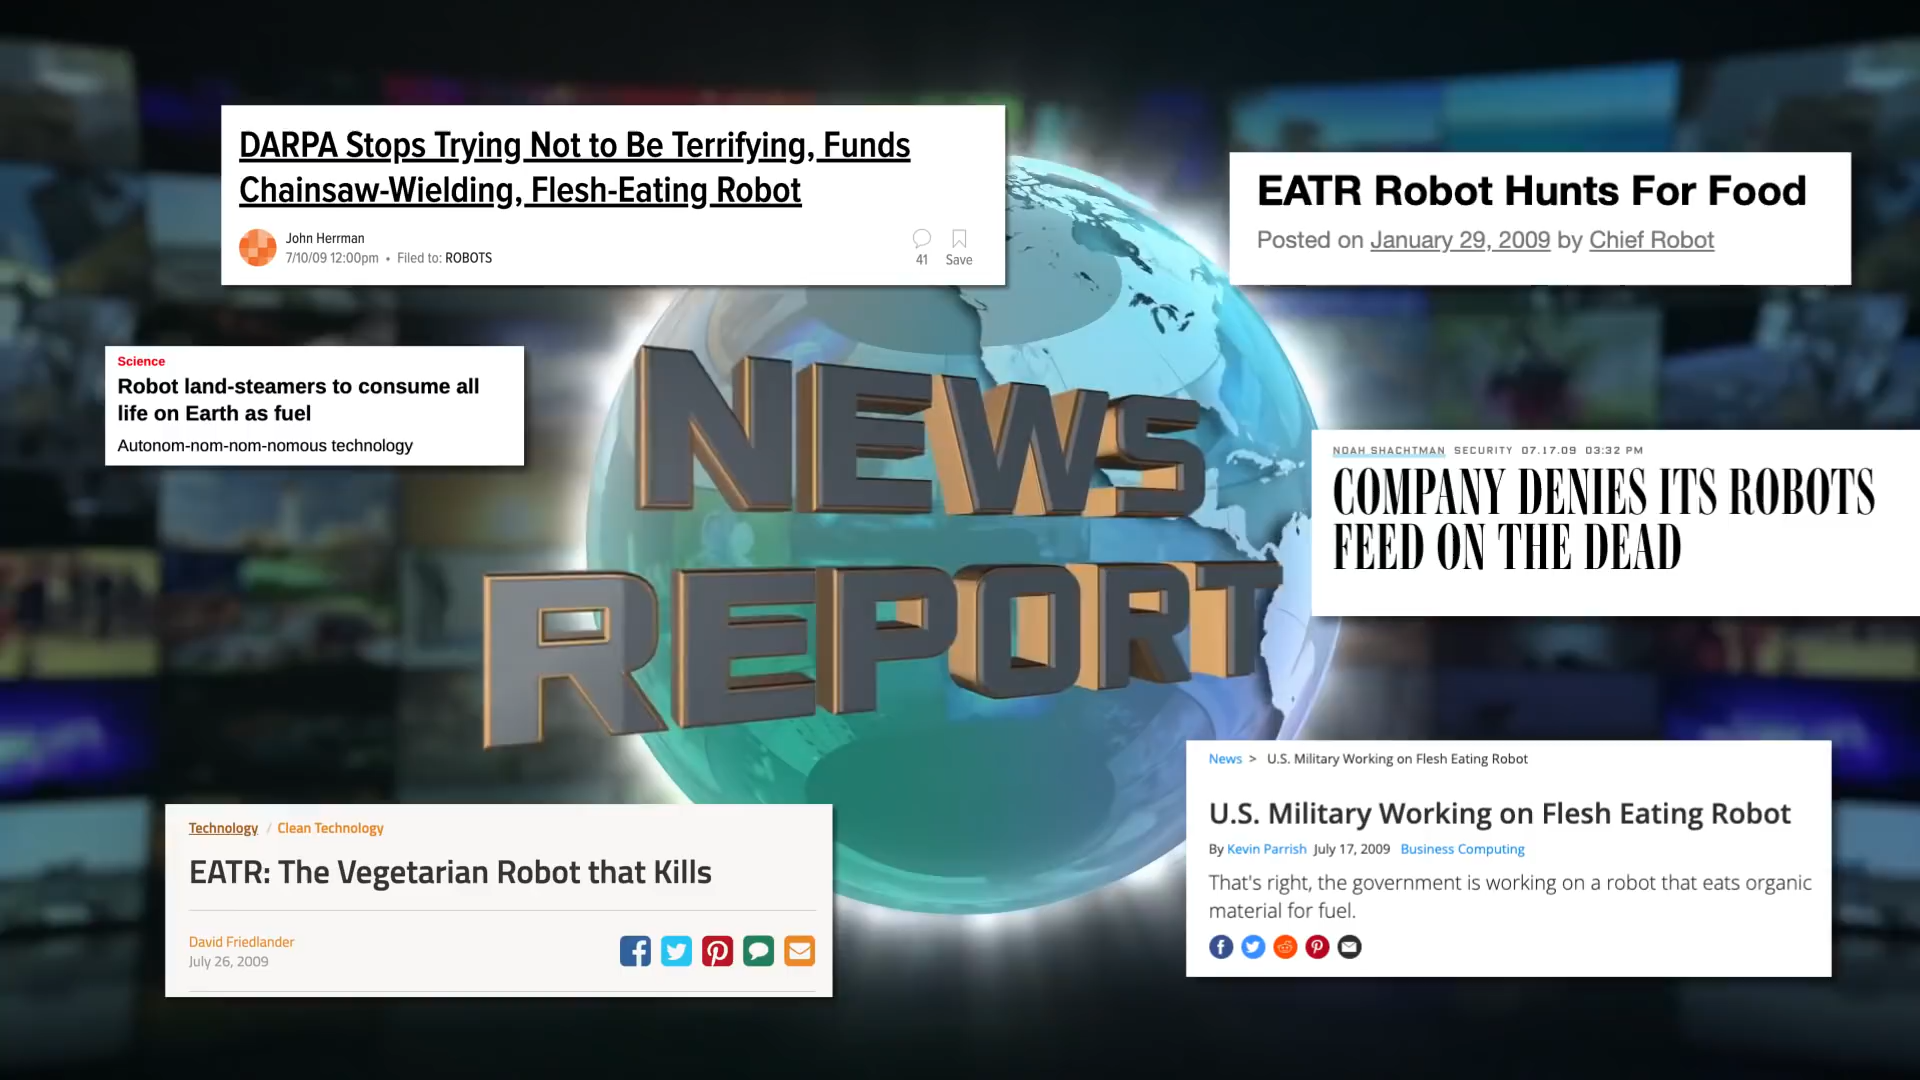 DARPA Stops Trying Not to Be Terrifying, Funds
Chainsaw-Wielding, Flesh-Eating Robot
John Herrman
7/10/09 12:00pm • Filed to: ROBOTS
41 Save
EATR Robot Hunts For Food
Posted on January 29, 2009 by Chief Robot
Science
Robot land-steamers to consume all
life on Earth as fuel
Autonom-nom-nom-nomous technology
NEWS
REPORT
NOAH SHACHTMAN SECURITY 07.17.09 03:32 PM
COMPANY DENIES ITS ROBOTS
FEED ON THE DEAD
Technology / Clean Technology
EATR: The Vegetarian Robot that Kills
David Friedlander
July 26, 2009
News > U.S. Military Working on Flesh Eating Robot
U.S. Military Working on Flesh Eating Robot
By Kevin Parrish July 17, 2009 Business Computing
That's right, the government is working on a robot that eats organic
material for fuel.